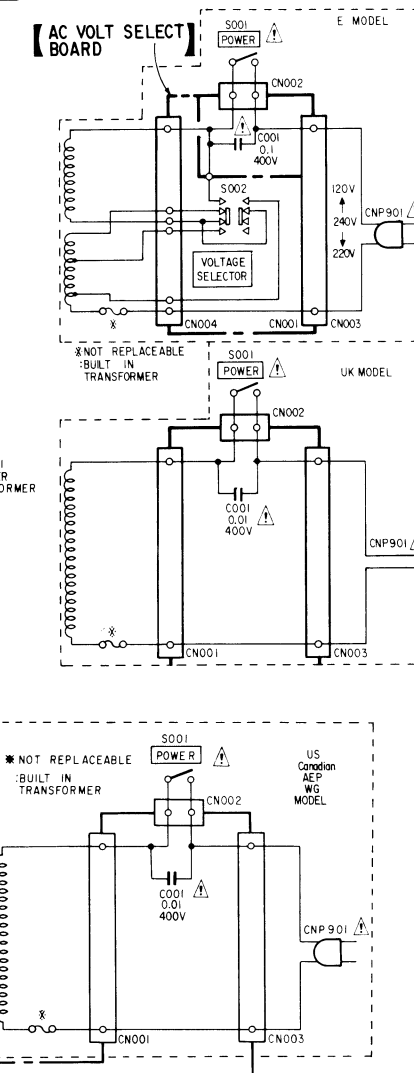 E MODEL
【AC VOLT SELECT】
BOARD
S001
POWER
CN002
C001
0.1
400V
S002
120V
240V
220V
CNP901
VOLTAGE
SELECTOR
CN004
CN001
CN003
※NOT REPLACEABLE
:BUILT IN
TRANSFORMER
※
S001
POWER
UK MODEL
CN002
C001
0.01
400V
CNP901
※
CN001
CN003
S001
POWER
※NOT REPLACEABLE
:BUILT IN
TRANSFORMER
US
Canadian
AEP
WG
MODEL
CN002
C001
0.01
400V
CNP901
※
CN001
CN003